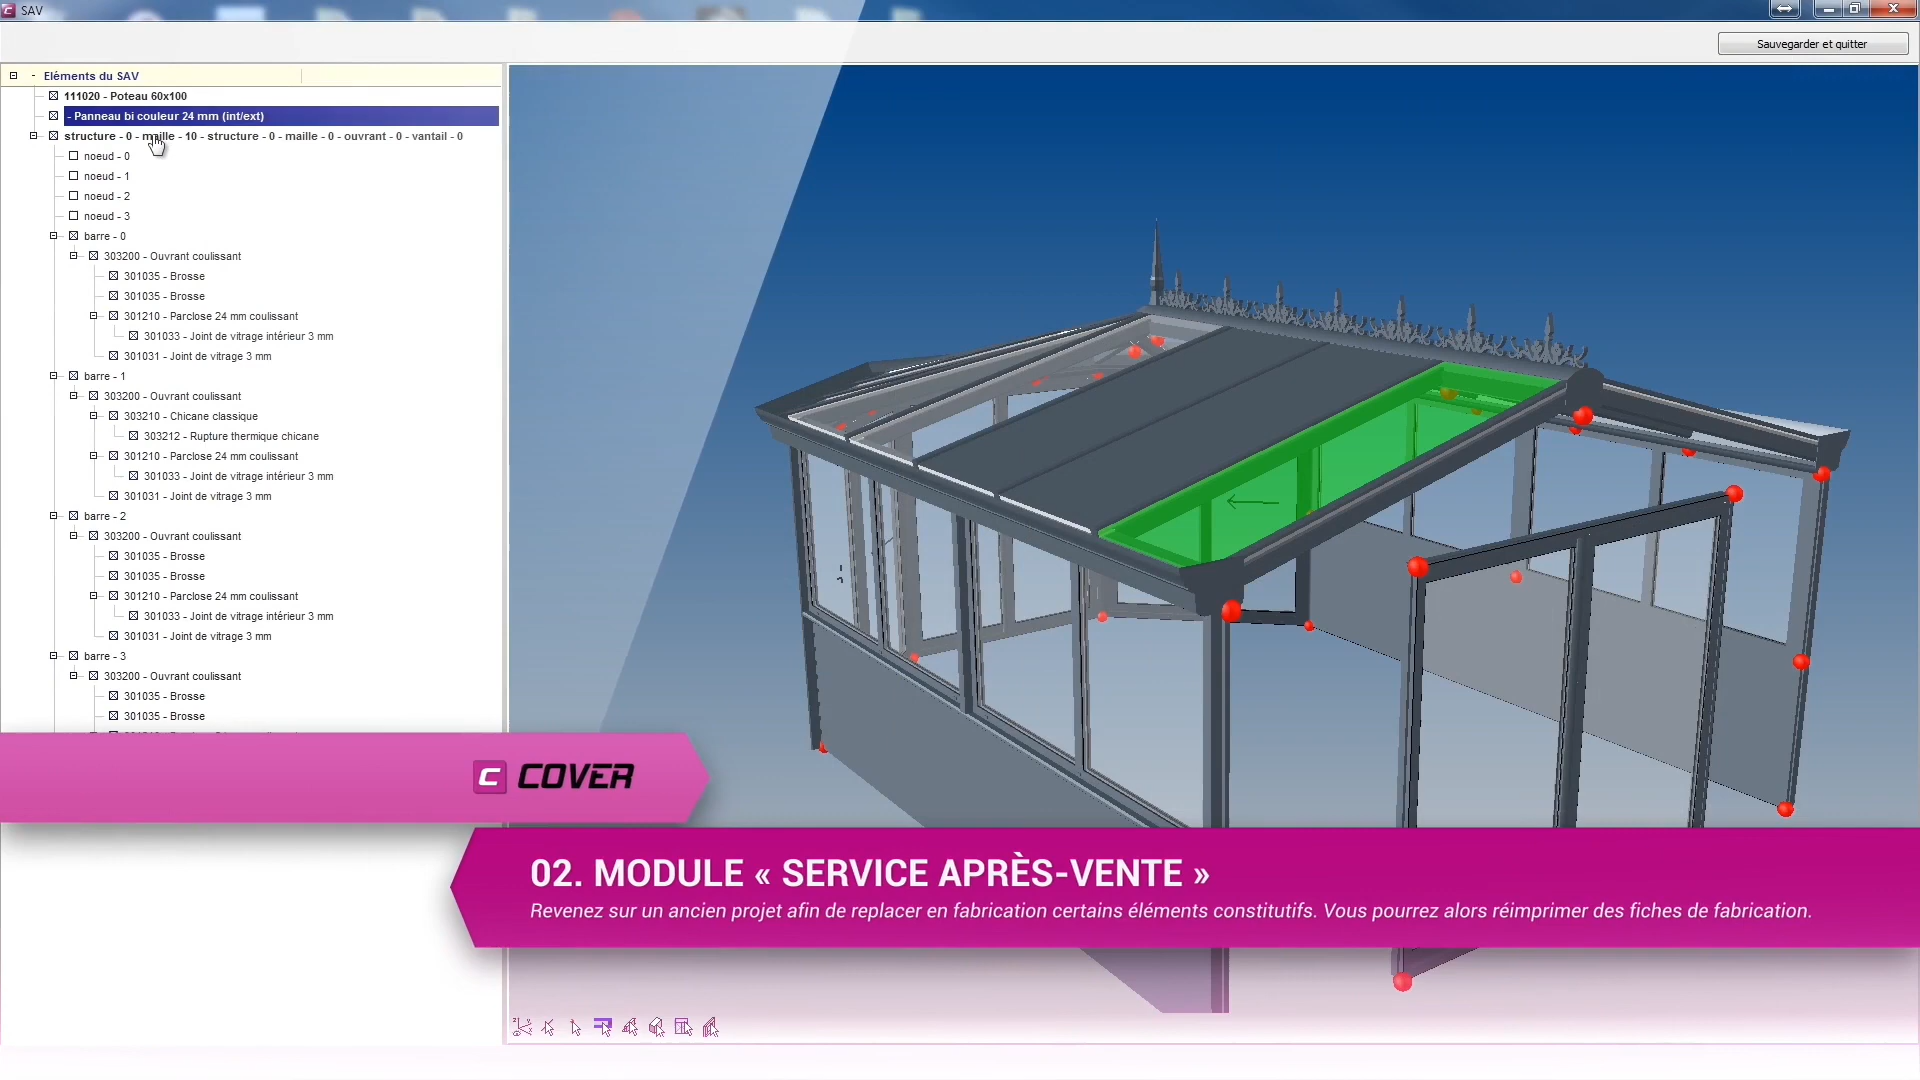 SAV
Sauvegarder et quitter
Eléments du SAV
111020 - Poteau 60x100
- Panneau bi couleur 24 mm (int/ext)
structure - 0 - maille - 10 - structure - 0 - maille - 0 - ouvrant - 0 - vantail - 0
noeud - 0
noeud - 1
noeud - 2
noeud - 3
barre - 0
303200 - Ouvrant coulissant
301035 - Brosse
301035 - Brosse
301210 - Parclose 24 mm coulissant
301033 - Joint de vitrage intérieur 3 mm
301031 - Joint de vitrage 3 mm
barre - 1
303200 - Ouvrant coulissant
303210 - Chicane classique
303212 - Rupture thermique chicane
301210 - Parclose 24 mm coulissant
301033 - Joint de vitrage intérieur 3 mm
301031 - Joint de vitrage 3 mm
barre - 2
303200 - Ouvrant coulissant
301035 - Brosse
301035 - Brosse
301210 - Parclose 24 mm coulissant
301033 - Joint de vitrage intérieur 3 mm
301031 - Joint de vitrage 3 mm
barre - 3
303200 - Ouvrant coulissant
301035 - Brosse
301035 - Brosse
C COVER
02. MODULE « SERVICE APRÈS-VENTE »
Revenez sur un ancien projet afin de replacer en fabrication certains éléments constitutifs. Vous pourrez alors réimprimer des fiches de fabrication.